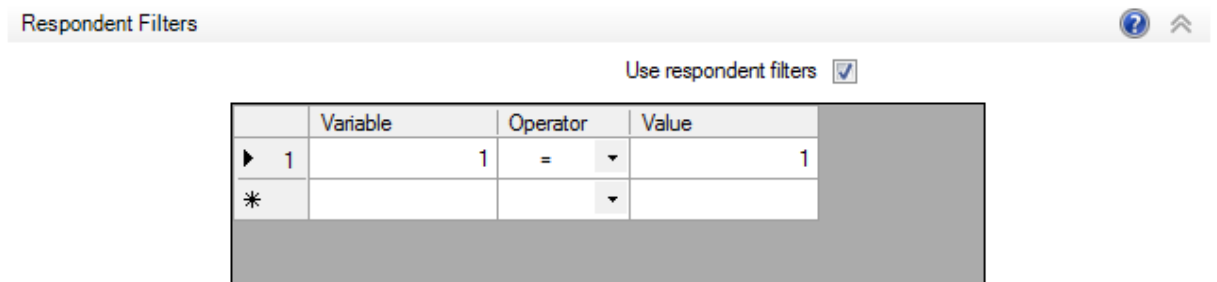 Respondent Filters
Use respondent filters
Variable Operator Value
1 1 = 1